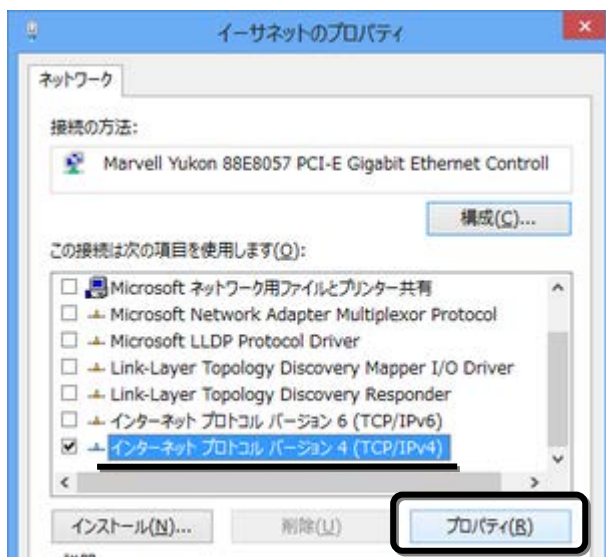 イーサネットのプロパティ
ネットワーク
接続の方法:
Marvell Yukon 88E8057 PCI-E Gigabit Ethernet Controll
構成(C)...
この接続は次の項目を使用します(O):
Microsoft ネットワーク用ファイルとプリンター共有
Microsoft Network Adapter Multiplexor Protocol
Microsoft LLDP Protocol Driver
Link-Layer Topology Discovery Mapper I/O Driver
Link-Layer Topology Discovery Responder
インターネット プロトコル バージョン 6 (TCP/IPv6)
インターネット プロトコル バージョン 4 (TCP/IPv4)
インストール(N)... 削除(U) プロパティ(R)